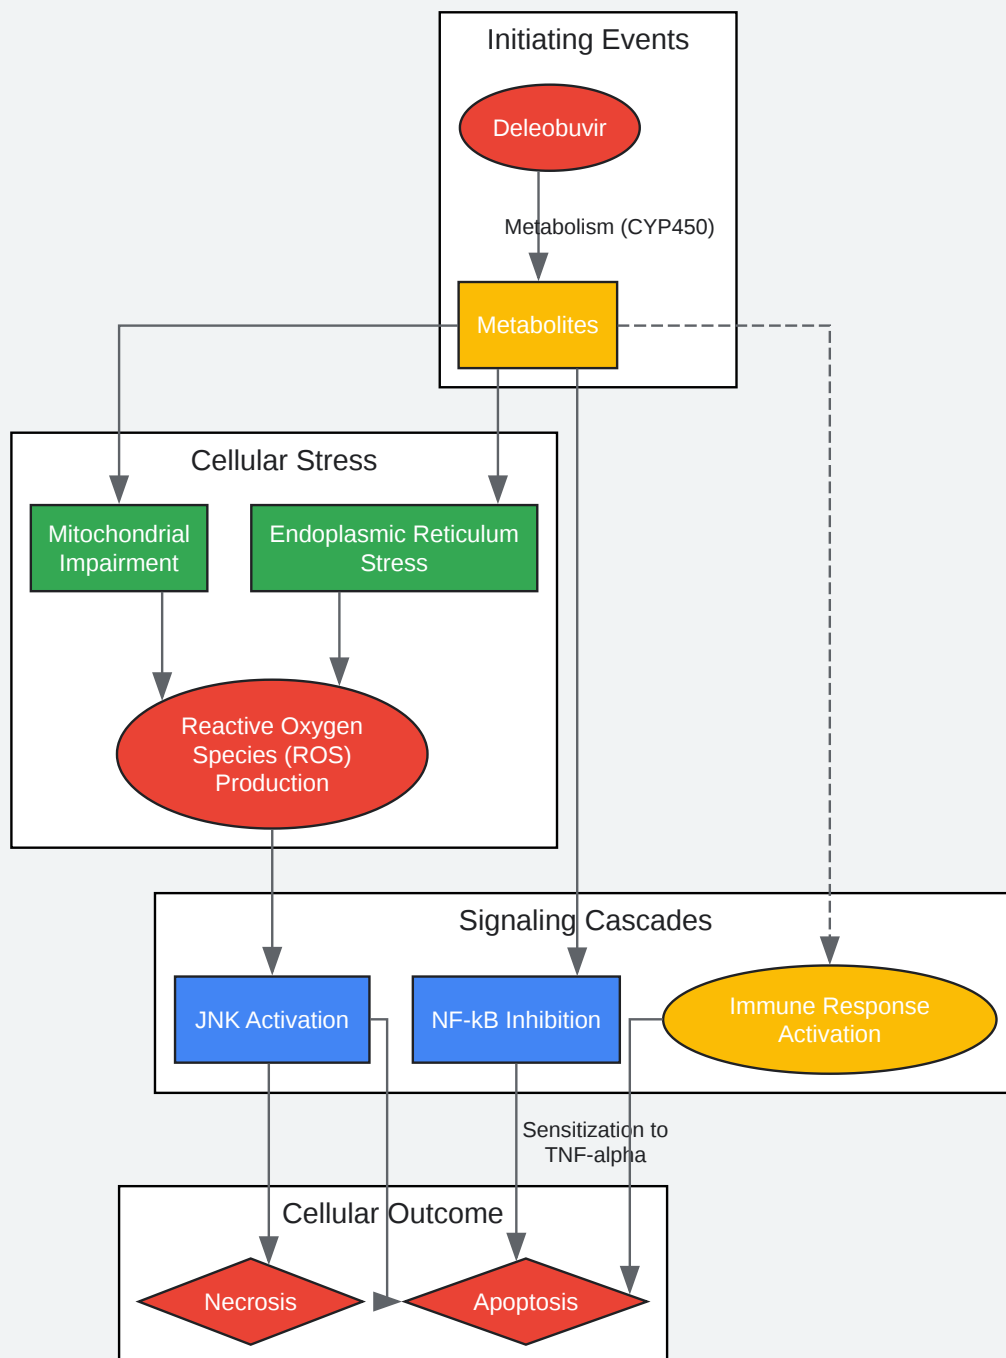 Initiating Events
Deleobuvir
Metabolism (CYP450)
Metabolites
Cellular Stress
Mitochondrial
Impairment
Endoplasmic Reticulum
Stress
Reactive Oxygen
Species (ROS)
Production
Signaling Cascades
JNK Activation
NF-kB Inhibition
Immune Response
Activation
Sensitization to
TNF-alpha
Cellular Outcome
Necrosis
Apoptosis